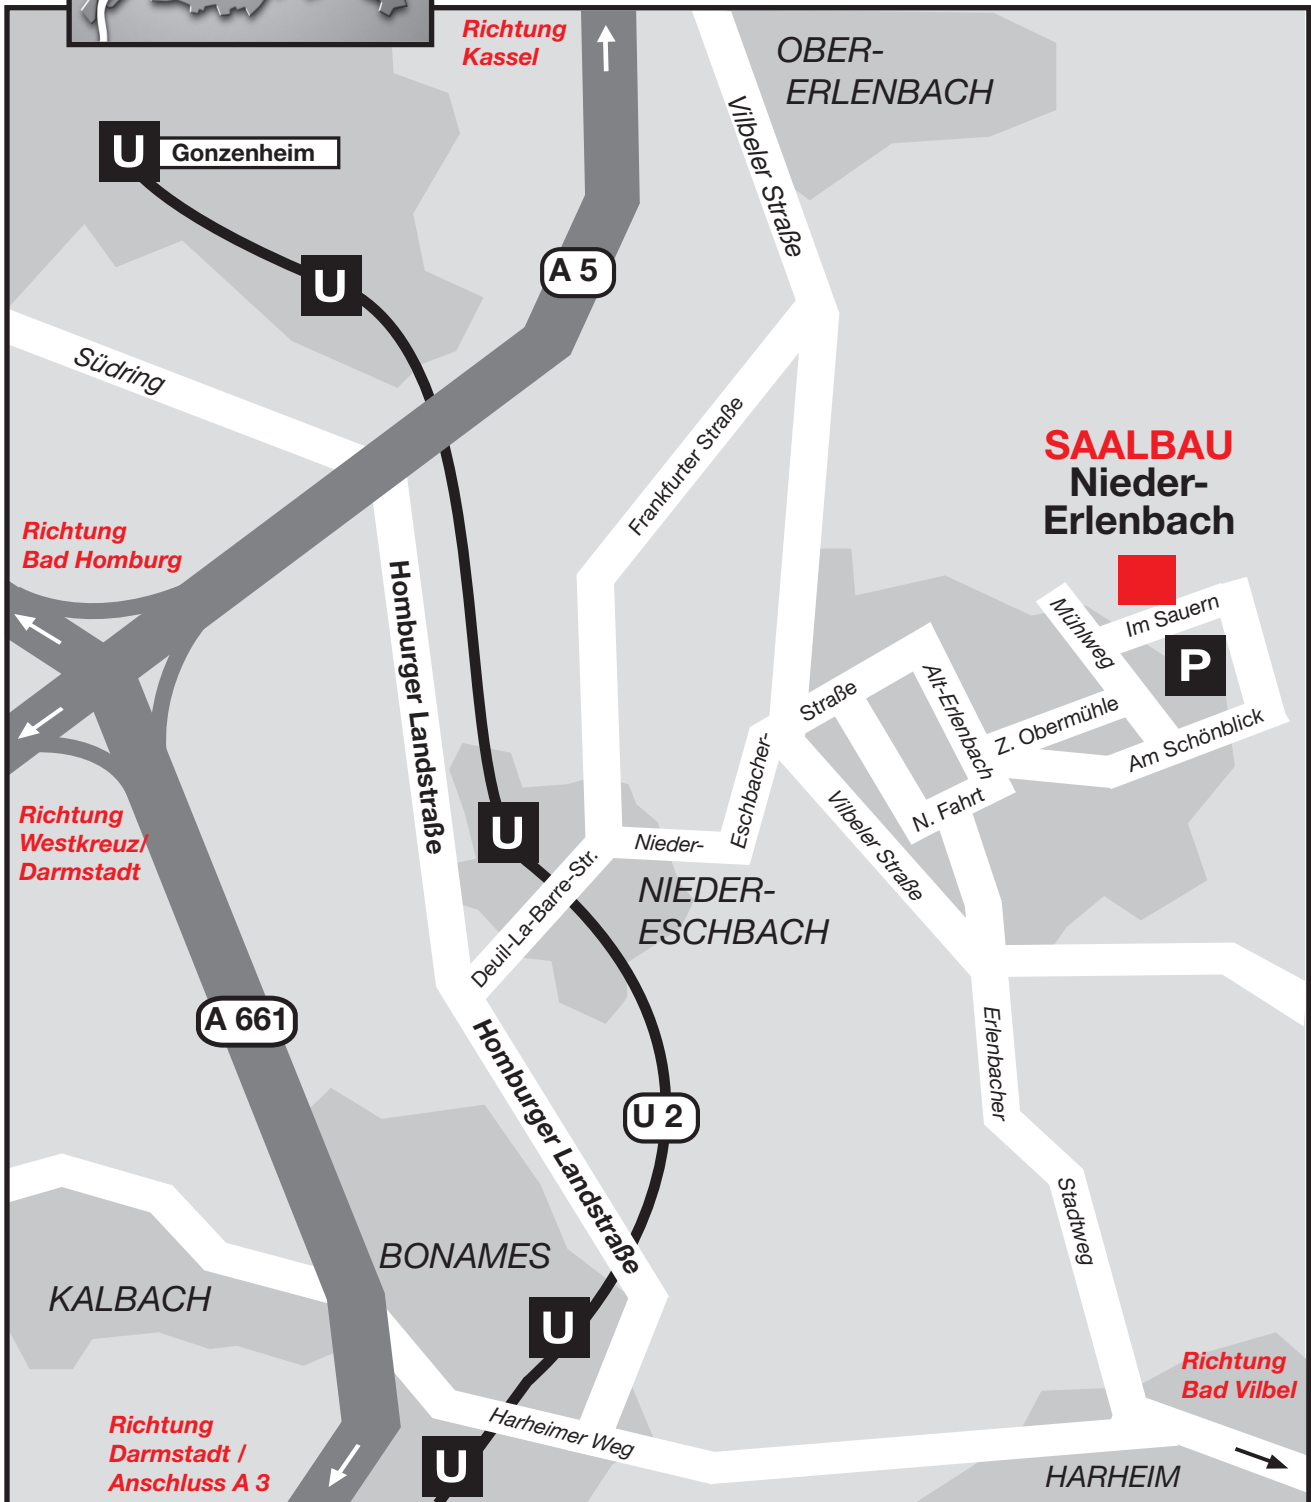 Richtung
Kassel
OBER-
ERLENBACH
U
Gonzenheim
Vilbeler Straße
U
A 5
Südring
Frankfurter Straße
SAALBAU
Nieder-
Erlenbach
Richtung
Bad Homburg
Homburger Landstraße
Mühlweg
Im Sauern
P
Straße
Alt-Erlenbach
Z. Obermühle
Am Schönblick
Eschbacher-
N. Fahrt
Vilbeler Straße
Richtung
Westkreuz/
Darmstadt
U
Nieder-
Deuil-La-Barre-Str.
NIEDER-
ESCHBACH
A 661
Homburger Landstraße
U 2
Erlenbacher
Stadtweg
BONAMES
KALBACH
U
Richtung
Bad Vilbel
Harheimer Weg
Richtung
Darmstadt /
Anschluss A 3
U
HARHEIM